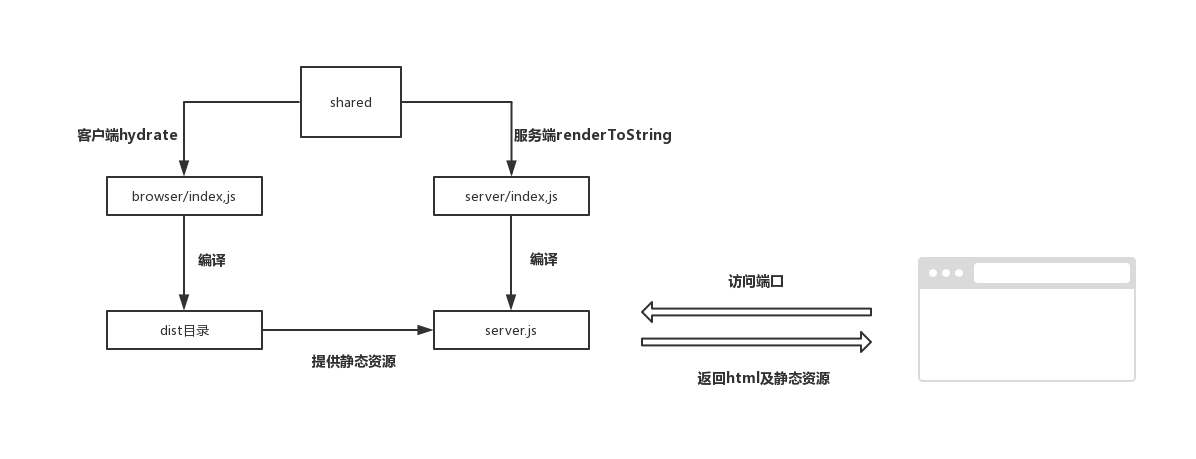 shared
客户端hydrate
服务端renderToString
browser/index,js
server/index,js
编译
编译
访问端口
dist目录
server.js
提供静态资源
返回html及静态资源